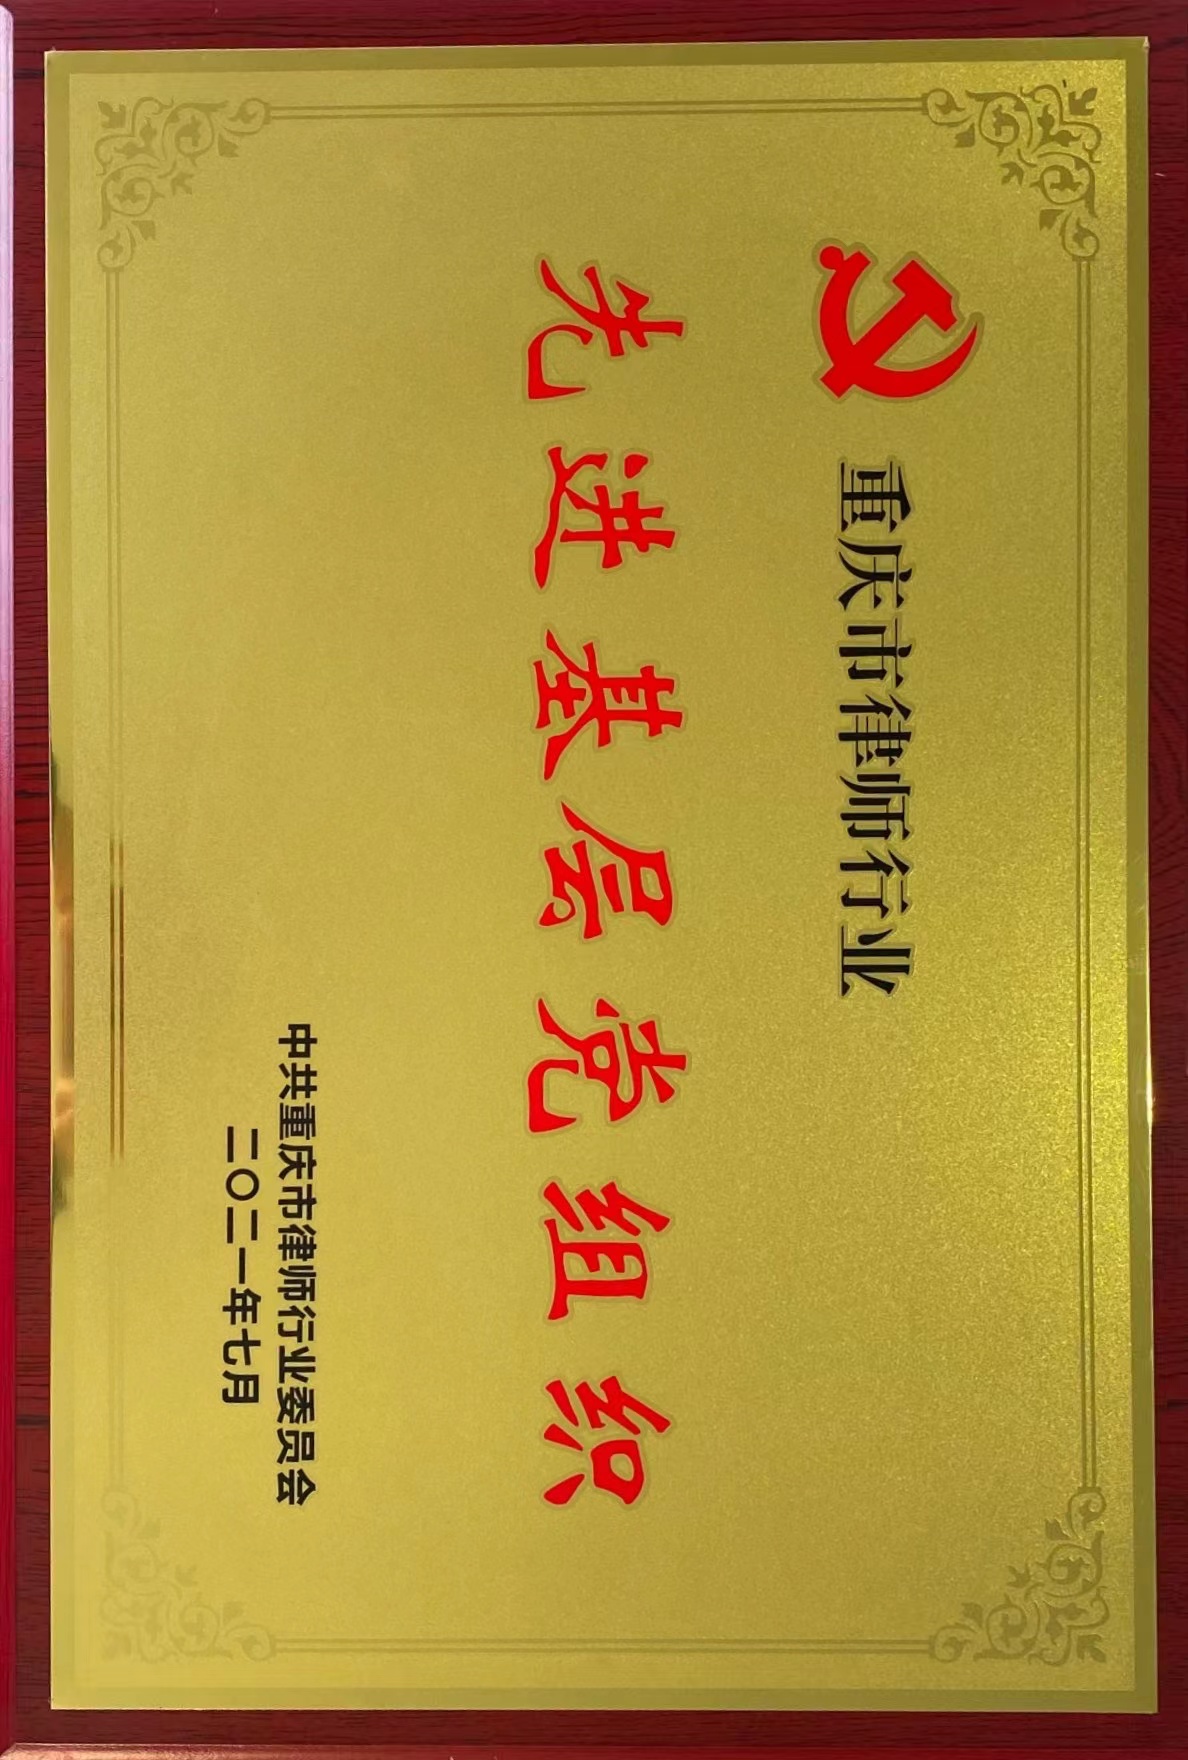 重庆市律师行业
先进基层党组织
中共重庆市律师行业委员会
二〇二一年七月